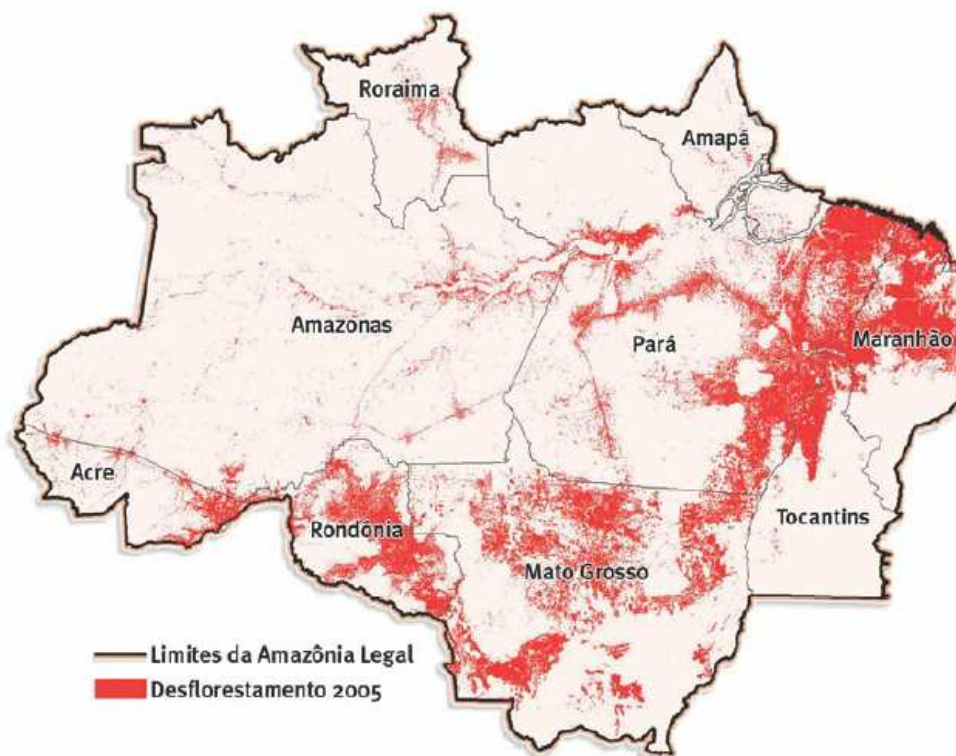 Roraima
Amapá
Amazonas
Pará
Maranhão
Acre
Rondônia
Tocantins
Mato Grosso
Limites da Amazônia Legal
Desflorestamento 2005